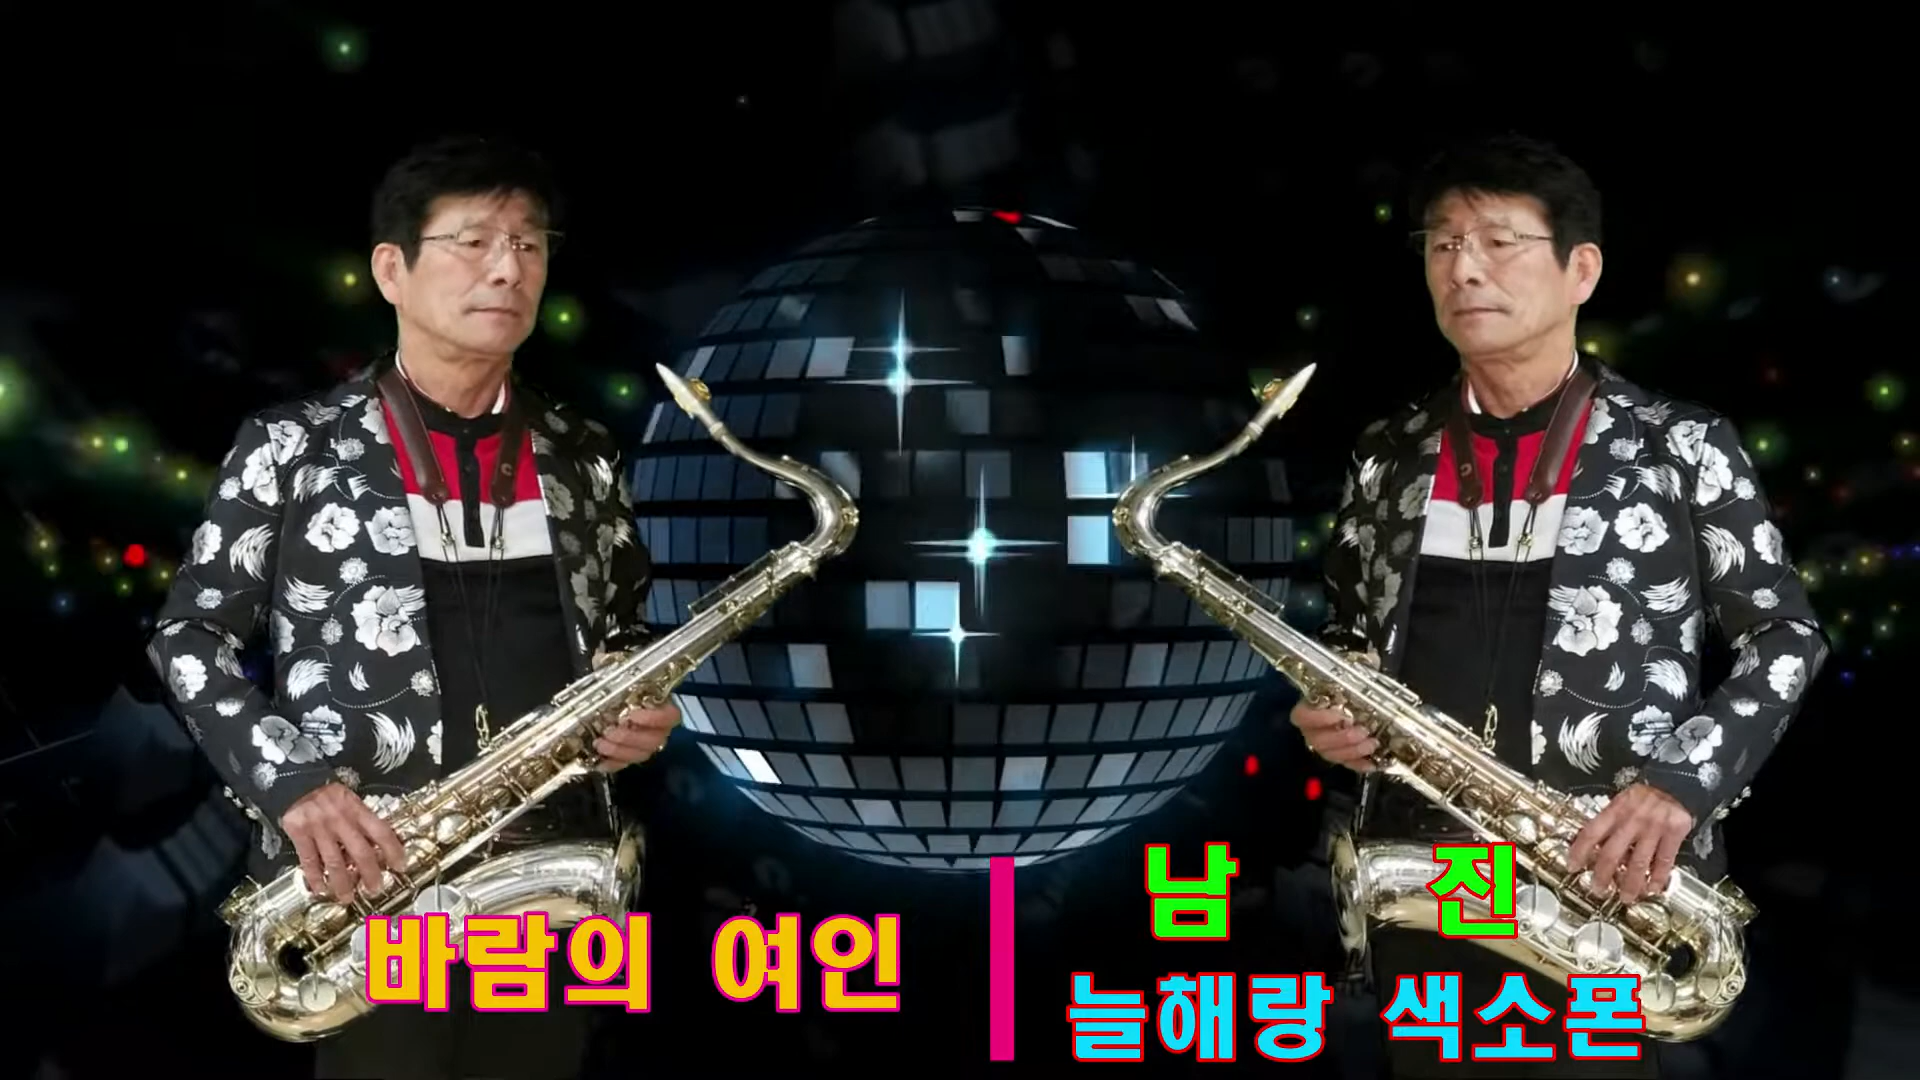 바람의 여인
남 진
늘해랑 색소폰